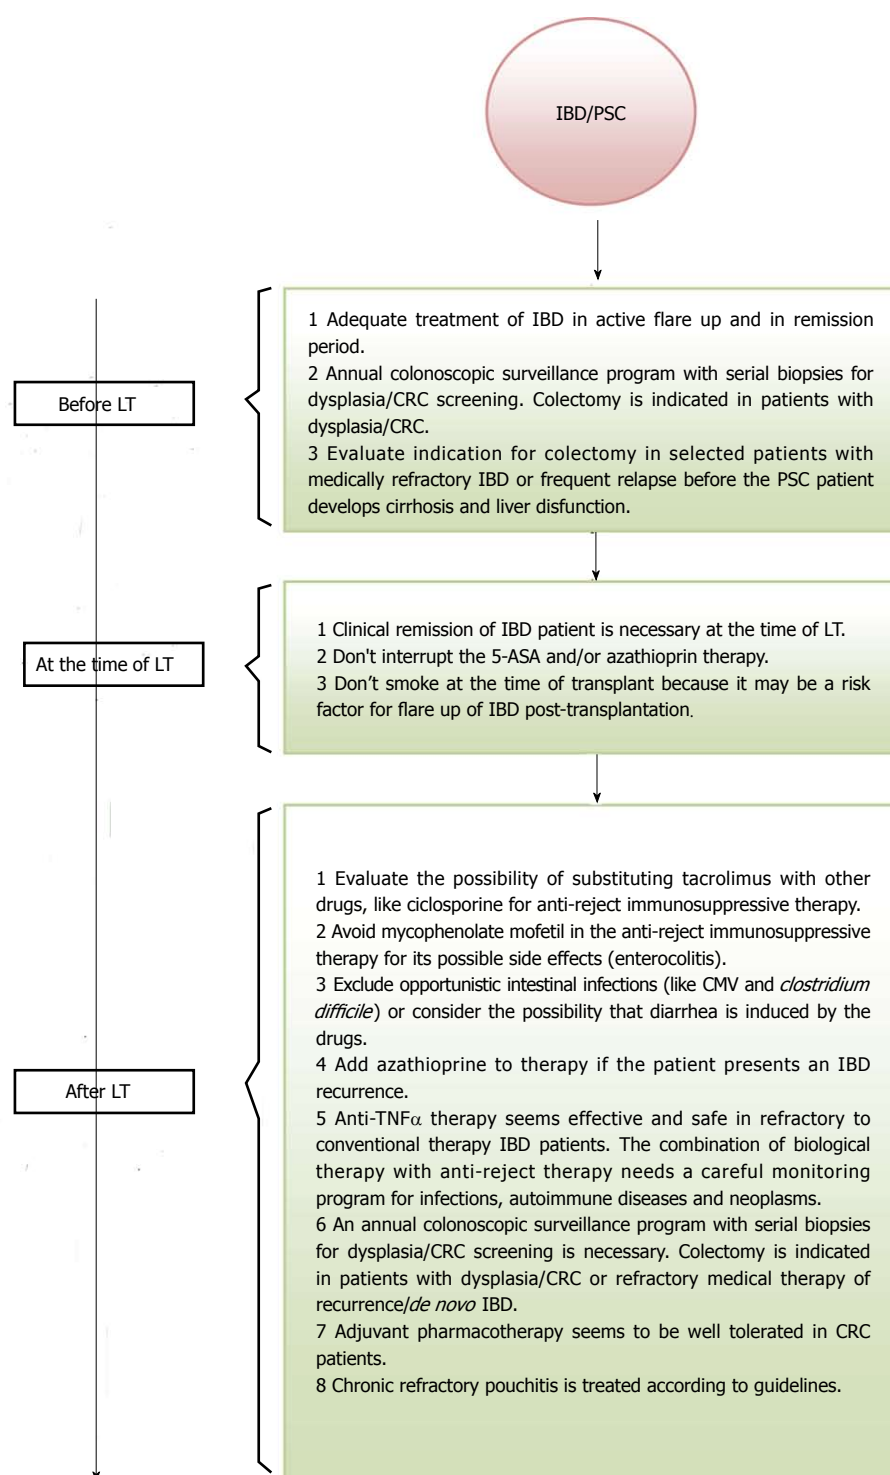 IBD/PSC
Before LT
1 Adequate treatment of IBD in active flare up and in remission
period.
2 Annual colonoscopic surveillance program with serial biopsies for
dysplasia/CRC screening. Colectomy is indicated in patients with
dysplasia/CRC.
3 Evaluate indication for colectomy in selected patients with
medically refractory IBD or frequent relapse before the PSC patient
develops cirrhosis and liver disfunction.
At the time of LT
1 Clinical remission of IBD patient is necessary at the time of LT.
2 Don't interrupt the 5-ASA and/or azathioprin therapy.
3 Don’t smoke at the time of transplant because it may be a risk
factor for flare up of IBD post-transplantation.
After LT
1 Evaluate the possibility of substituting tacrolimus with other
drugs, like ciclosporine for anti-reject immunosuppressive therapy.
2 Avoid mycophenolate mofetil in the anti-reject immunosuppressive
therapy for its possible side effects (enterocolitis).
3 Exclude opportunistic intestinal infections (like CMV and clostridium
difficile) or consider the possibility that diarrhea is induced by the
drugs.
4 Add azathioprine to therapy if the patient presents an IBD
recurrence.
5 Anti-TNFα therapy seems effective and safe in refractory to
conventional therapy IBD patients. The combination of biological
therapy with anti-reject therapy needs a careful monitoring
program for infections, autoimmune diseases and neoplasms.
6 An annual colonoscopic surveillance program with serial biopsies
for dysplasia/CRC screening is necessary. Colectomy is indicated
in patients with dysplasia/CRC or refractory medical therapy of
recurrence/de novo IBD.
7 Adjuvant pharmacotherapy seems to be well tolerated in CRC
patients.
8 Chronic refractory pouchitis is treated according to guidelines.